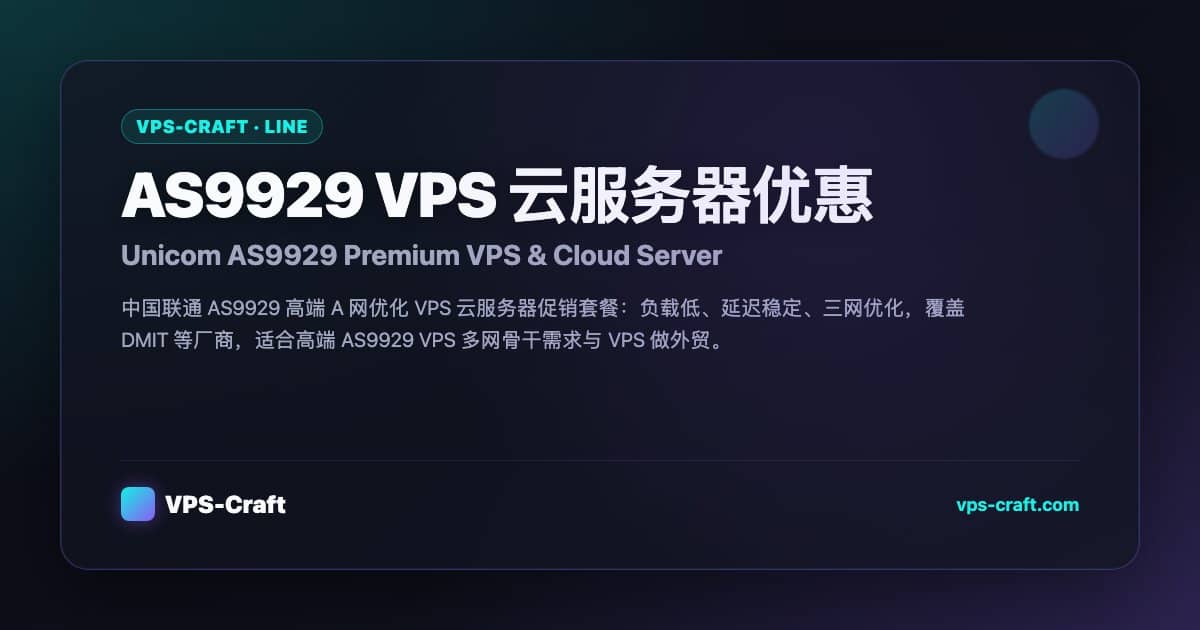 VPS-CRAFT · LINE
AS9929 VPS 云服务器优惠
Unicom AS9929 Premium VPS & Cloud Server
中国联通 AS9929 高端 A 网优化 VPS 云服务器促销套餐：负载低、延迟稳定、三网优化，覆盖
DMIT 等厂商，适合高端 AS9929 VPS 多网骨干需求与 VPS 做外贸。
VPS-Craft
vps-craft.com